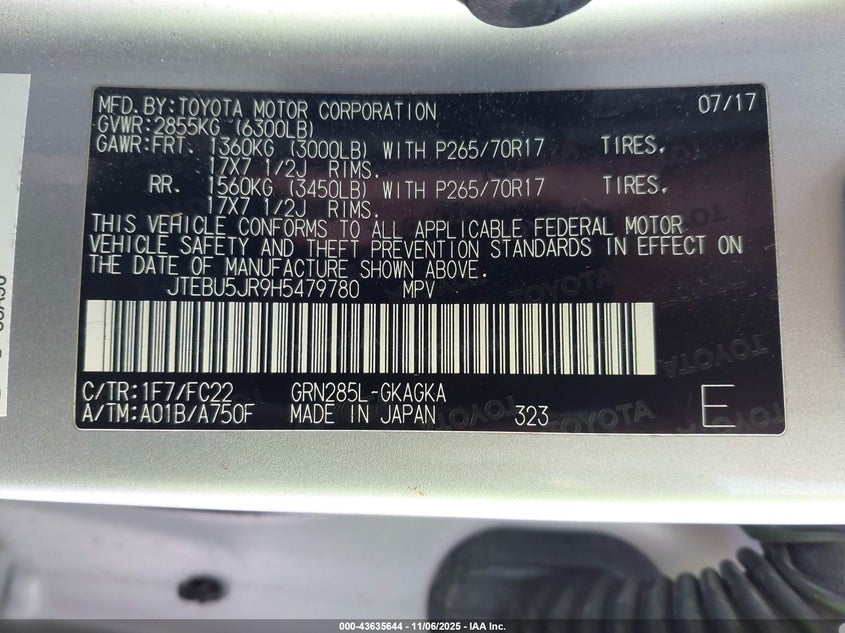 MFD. BY:TOYOTA MOTOR CORPORATION 07/17
GVWR:2855KG (6300LB)
GAWR:FRT. 1360KG (3000LB) WITH P265/70R17 TIRES,
17X7 1/2J RIMS.
RR. 1560KG (3450LB) WITH P265/70R17 TIRES,
17X7 1/2J RIMS.
THIS VEHICLE CONFORMS TO ALL APPLICABLE FEDERAL MOTOR
VEHICLE SAFETY AND THEFT PREVENTION STANDARDS IN EFFECT ON
THE DATE OF MANUFACTURE SHOWN ABOVE.
JTEBU5JR9H5479780 MPV
C/TR:1F7/FC22 GRN285L-GKAGKA
A/TM:A01B/A750F MADE IN JAPAN 323 E
000-43635644 - 11/06/2025 - IAA Inc.